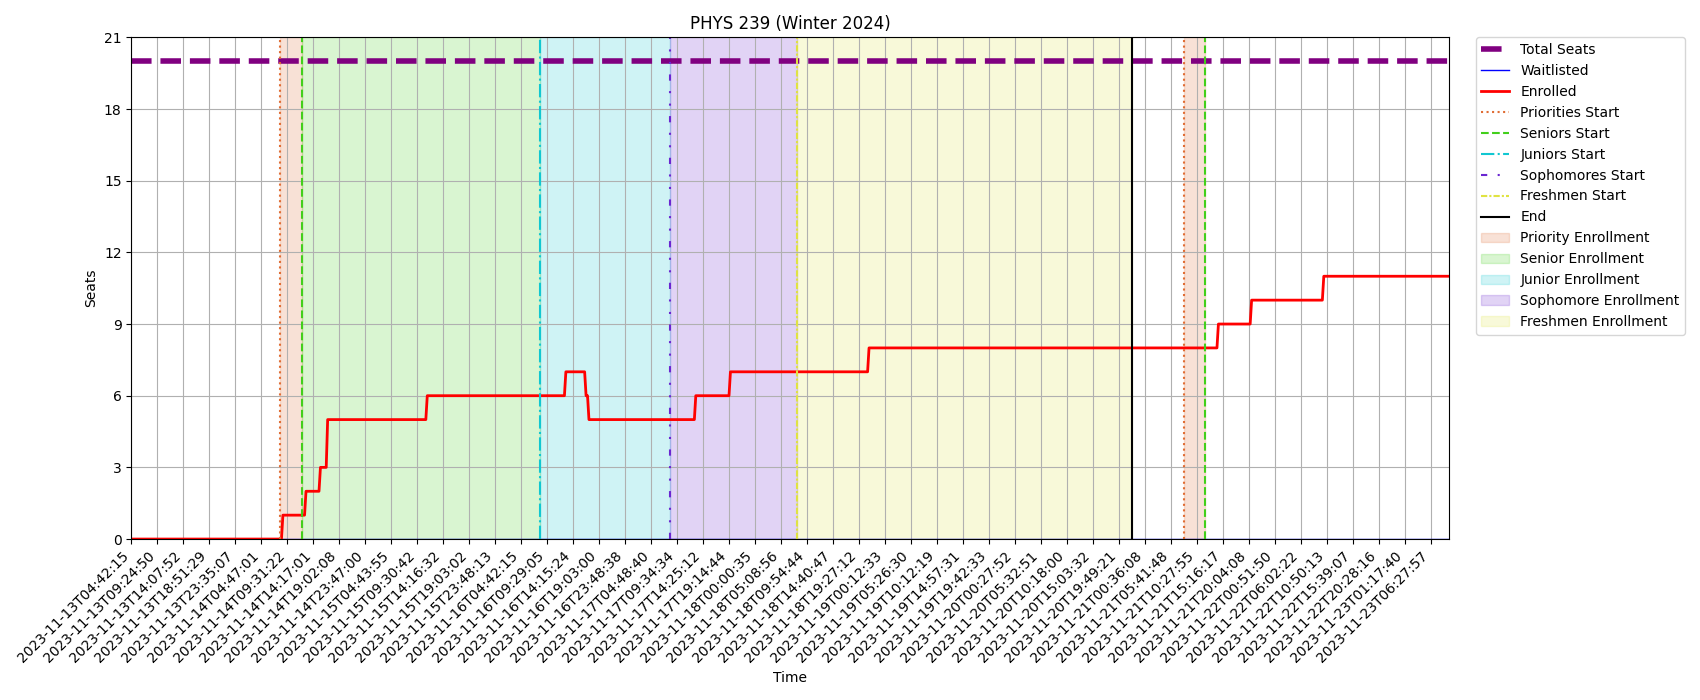 PHYS 239 (Winter 2024)
21
18
15
12
9
6
3
0
Seats
2023-11-13T04:42:15
2023-11-13T09:24:50
2023-11-13T14:07:52
2023-11-13T18:51:29
2023-11-13T23:35:07
2023-11-14T04:47:01
2023-11-14T09:31:22
2023-11-14T14:17:01
2023-11-14T19:02:08
2023-11-14T23:47:00
2023-11-15T04:43:55
2023-11-15T09:30:42
2023-11-15T14:16:32
2023-11-15T19:03:02
2023-11-15T23:48:13
2023-11-16T04:42:15
2023-11-16T09:29:05
2023-11-16T14:15:24
2023-11-16T19:03:00
2023-11-16T23:48:38
2023-11-17T04:48:40
2023-11-17T09:34:34
2023-11-17T14:25:12
2023-11-17T19:14:44
2023-11-18T00:00:35
2023-11-18T05:08:56
2023-11-18T09:54:44
2023-11-18T14:40:47
2023-11-18T19:27:12
2023-11-19T00:12:33
2023-11-19T05:26:30
2023-11-19T10:12:19
2023-11-19T14:57:31
2023-11-19T19:42:33
2023-11-20T00:27:52
2023-11-20T05:32:51
2023-11-20T10:18:00
2023-11-20T15:03:32
2023-11-20T19:49:21
2023-11-21T00:36:08
2023-11-21T05:41:48
2023-11-21T10:27:55
2023-11-21T15:16:17
2023-11-21T20:04:08
2023-11-22T00:51:50
2023-11-22T06:02:22
2023-11-22T10:50:13
2023-11-22T15:39:07
2023-11-22T20:28:16
2023-11-23T01:17:40
2023-11-23T06:27:57
Time
Total Seats
Waitlisted
Enrolled
Priorities Start
Seniors Start
Juniors Start
Sophomores Start
Freshmen Start
End
Priority Enrollment
Senior Enrollment
Junior Enrollment
Sophomore Enrollment
Freshmen Enrollment